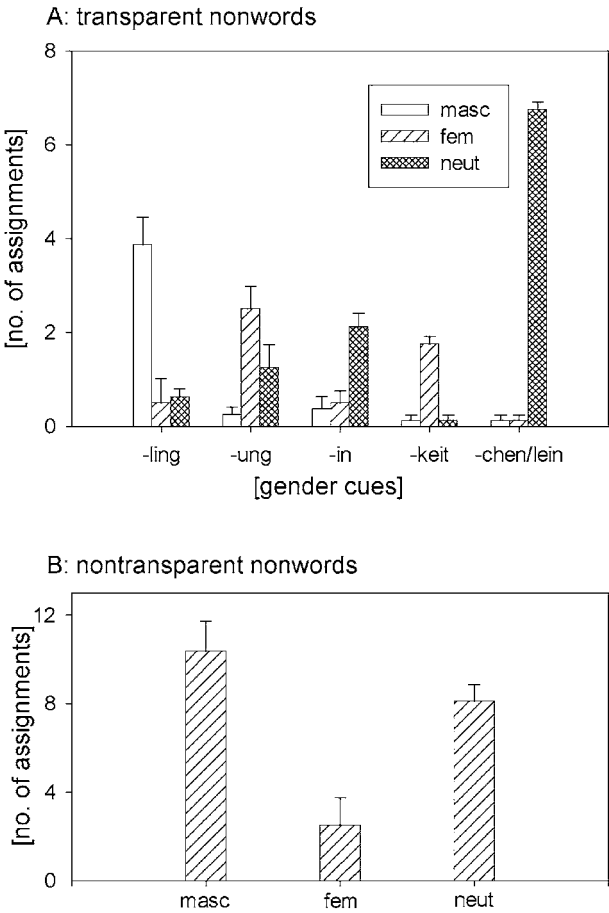 A: transparent nonwords
8
6
4
2
0
[no. of assignments]
masc
fem
neut
-ling -ung -in -keit -chen/lein
[gender cues]
B: nontransparent nonwords
12
8
4
0
[no. of assignments]
masc fem neut